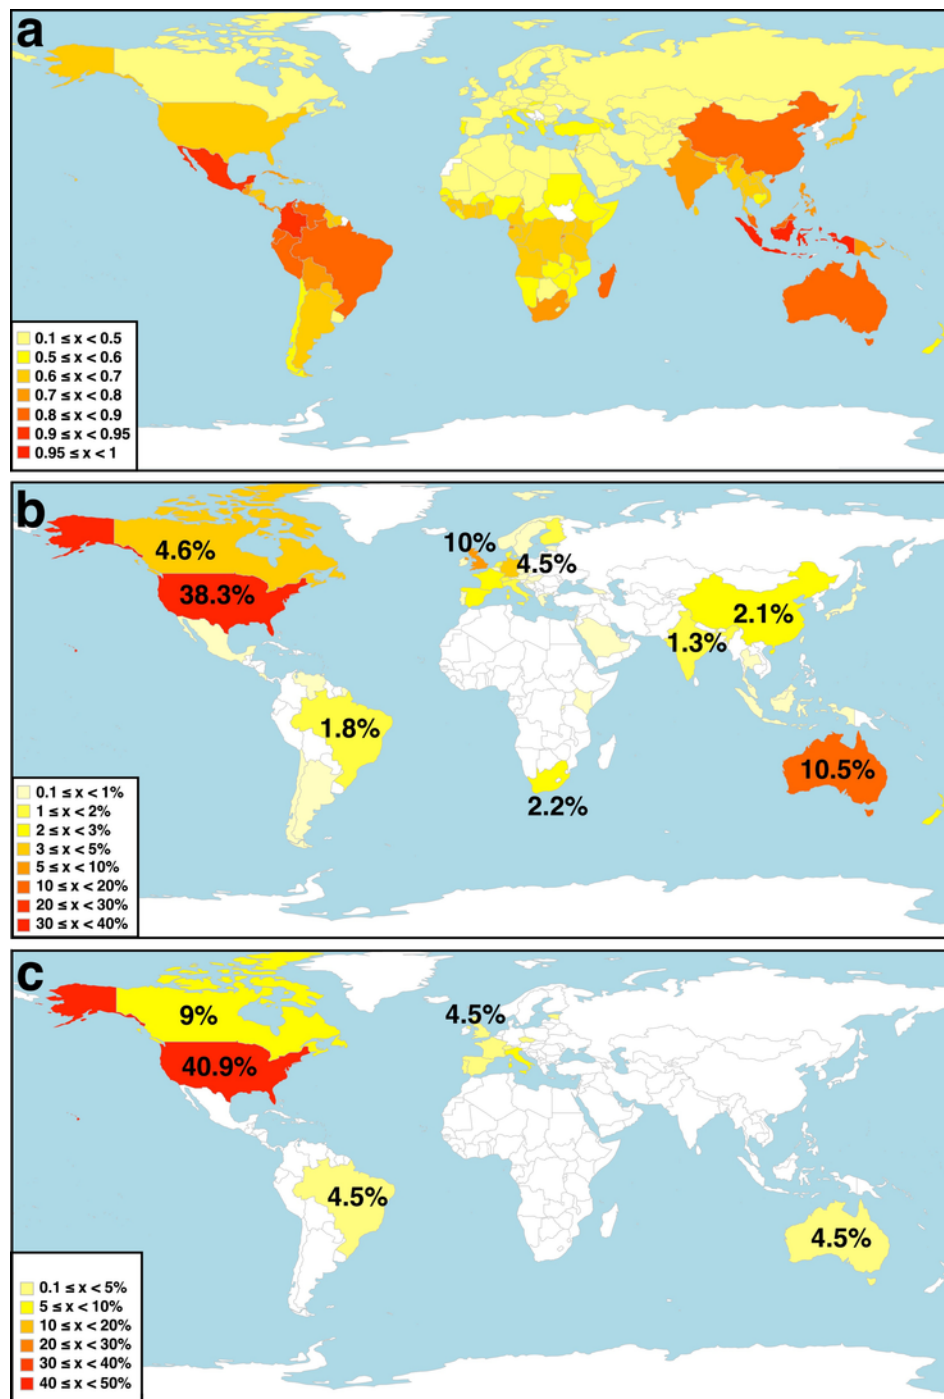 a
0.1 ≤ x < 0.5
0.5 ≤ x < 0.6
0.6 ≤ x < 0.7
0.7 ≤ x < 0.8
0.8 ≤ x < 0.9
0.9 ≤ x < 0.95
0.95 ≤ x < 1
b
10%
4.6%
4.5%
38.3%
2.1%
1.3%
1.8%
10.5%
2.2%
0.1 ≤ x < 1%
1 ≤ x < 2%
2 ≤ x < 3%
3 ≤ x < 5%
5 ≤ x < 10%
10 ≤ x < 20%
20 ≤ x < 30%
30 ≤ x < 40%
c
9%
4.5%
40.9%
4.5%
4.5%
0.1 ≤ x < 5%
5 ≤ x < 10%
10 ≤ x < 20%
20 ≤ x < 30%
30 ≤ x < 40%
40 ≤ x < 50%